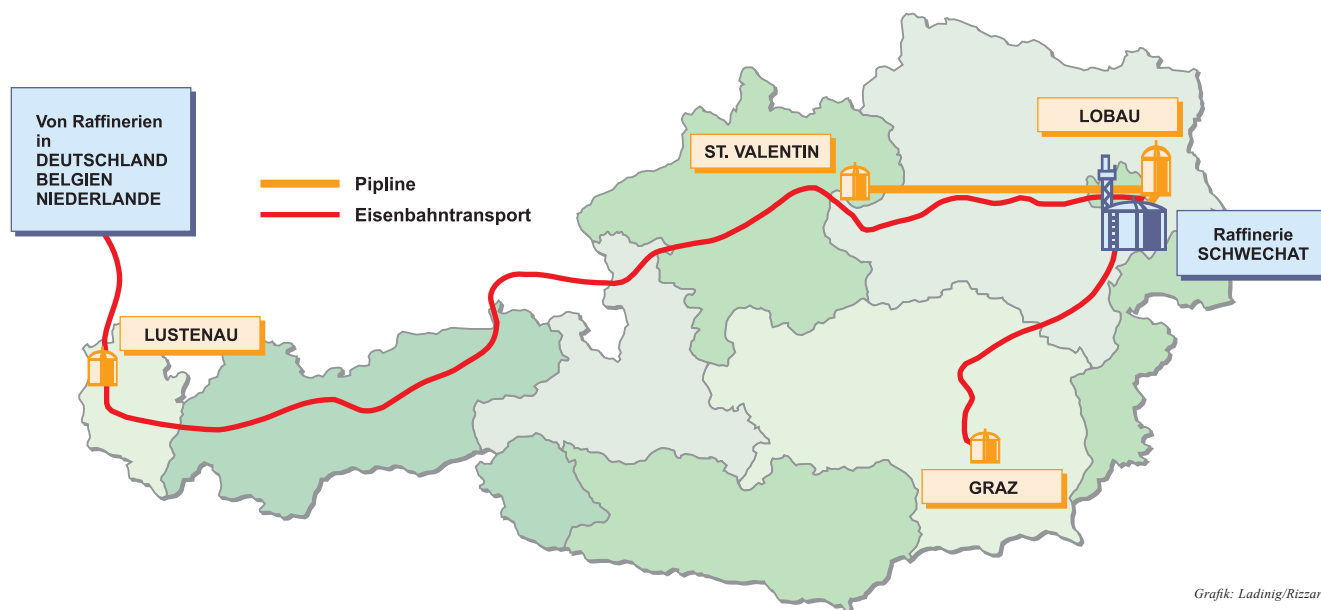 Von Raffinerien
in
DEUTSCHLAND
BELGIEN
NIEDERLANDE
Pipline
Eisenbahntransport
LUSTENAU
ST. VALENTIN
LOBAU
Raffinerie
SCHWECHAT
GRAZ
Grafik: Ladinig/Rizzar